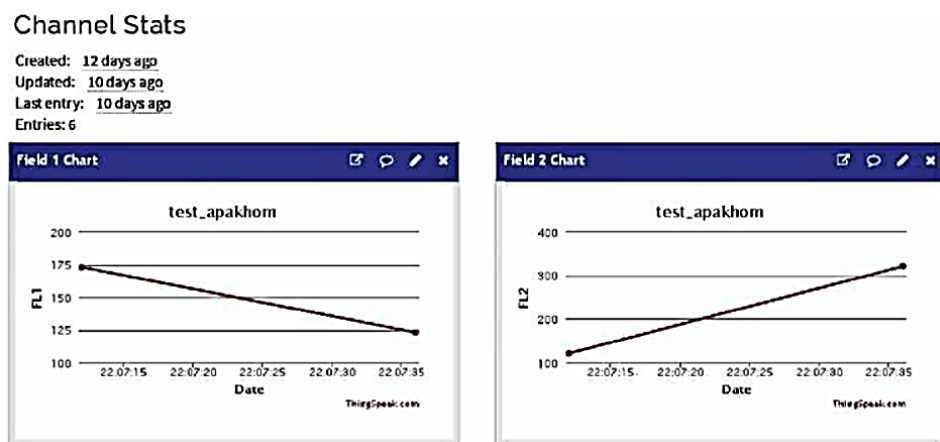 Channel Stats
Created: 12 days ago
Updated: 10 days ago
Last entry: 10 days ago
Entries: 6
Field 1 Chart
test_apakhom
200
175
150
125
100
FL1
22:07:15 22:07:20 22:07:25 22:07:30 22:07:35
Date
ThingSpeak.com
Field 2 Chart
test_apakhom
400
300
200
100
FL2
22:07:15 22:07:20 22:07:25 22:07:30 22:07:35
Date
ThingSpeak.com